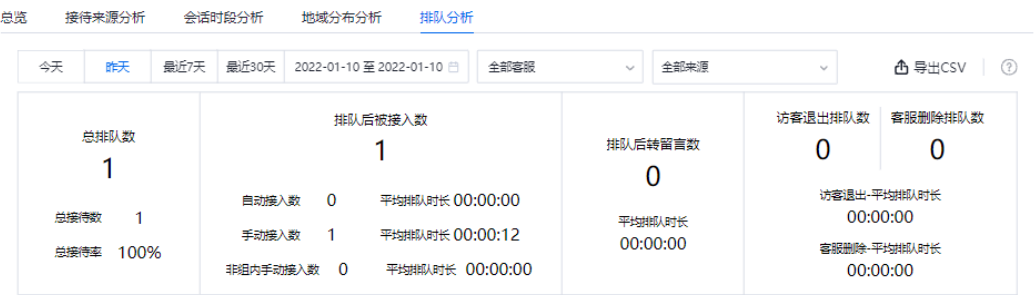 总览 接待来源分析 会话时段分析 地域分布分析 排队分析
今天 昨天 最近7天 最近30天 2022-01-10 至 2022-01-10 全部客服 全部来源 导出CSV ?
总排队数
1
总接待数 1
总接待率 100%
排队后被接入数
1
自动接入数 0 平均排队时长 00:00:00
手动接入数 1 平均排队时长 00:00:12
非组内手动接入数 0 平均排队时长 00:00:00
排队后转留言数
0
平均排队时长
00:00:00
访客退出排队数 客服删除排队数
0 0
访客退出-平均排队时长
00:00:00
客服删除-平均排队时长
00:00:00